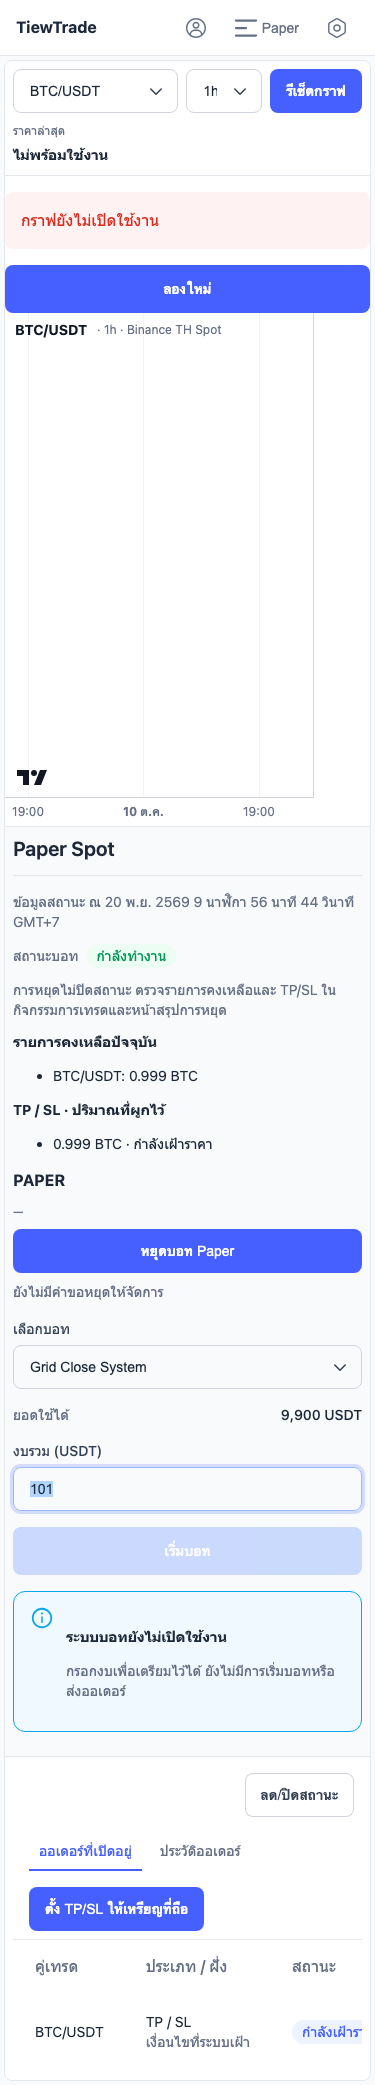 TiewTrade
Paper
BTC/USDT
1h
รีเซ็ตกราฟ
ราคาล่าสุด
ไม่พร้อมใช้งาน
กราฟยังไม่เปิดใช้งาน
ลองใหม่
BTC/USDT · 1h · Binance TH Spot
19:00 10 ต.ค. 19:00
Paper Spot
ข้อมูลสถานะ ณ 20 พ.ย. 2569 9 นาฬิกา 56 นาที 44 วินาที
GMT+7
สถานะบอท กำลังทำงาน
การหยุดไม่ปิดสถานะ ตรวจรายการคงเหลือและ TP/SL ใน
กิจกรรมการเทรดและหน้าสรุปการหยุด
รายการคงเหลือปัจจุบัน
• BTC/USDT: 0.999 BTC
TP / SL · ปริมาณที่ผูกไว้
• 0.999 BTC · กำลังเฝ้าราคา
PAPER
—
หยุดบอท Paper
ยังไม่มีคำขอหยุดให้จัดการ
เลือกบอท
Grid Close System
ยอดใช้ได้ 9,900 USDT
งบรวม (USDT)
101
เริ่มบอท
ระบบบอทยังไม่เปิดใช้งาน
กรอกงบเพื่อเตรียมไว้ได้ ยังไม่มีการเริ่มบอทหรือ
ส่งออเดอร์
ลด/ปิดสถานะ
ออเดอร์ที่เปิดอยู่ ประวัติออเดอร์
ตั้ง TP/SL ให้เหรียญที่ถือ
คู่เทรด ประเภท / ฝั่ง สถานะ
BTC/USDT TP / SL
เงื่อนไขที่ระบบเฝ้า
กำลังเฝ้ารา